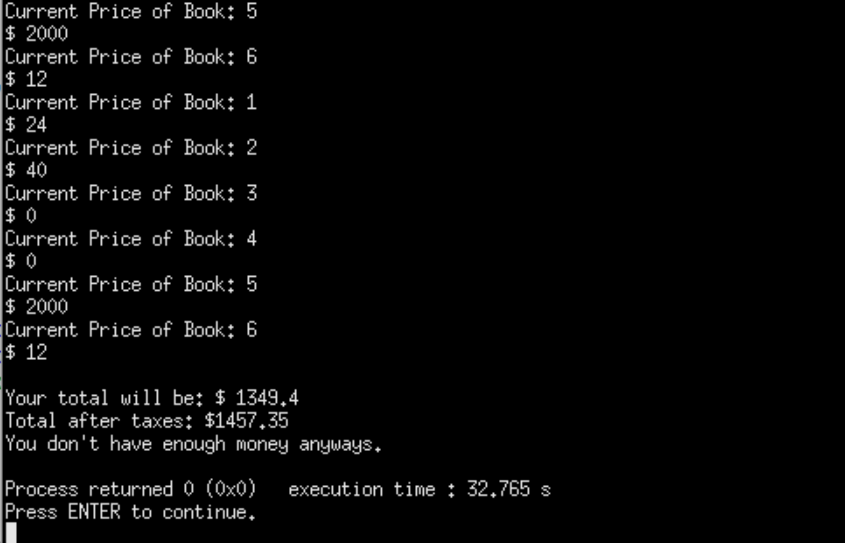 Current Price of Book: 5
$ 2000
Current Price of Book: 6
$ 12
Current Price of Book: 1
$ 24
Current Price of Book: 2
$ 40
Current Price of Book: 3
$ 0
Current Price of Book: 4
$ 0
Current Price of Book: 5
$ 2000
Current Price of Book: 6
$ 12
Your total will be: $ 1349.4
Total after taxes: $1457.35
You don't have enough money anyways.
Process returned 0 (0x0)   execution time : 32.765 s
Press ENTER to continue.